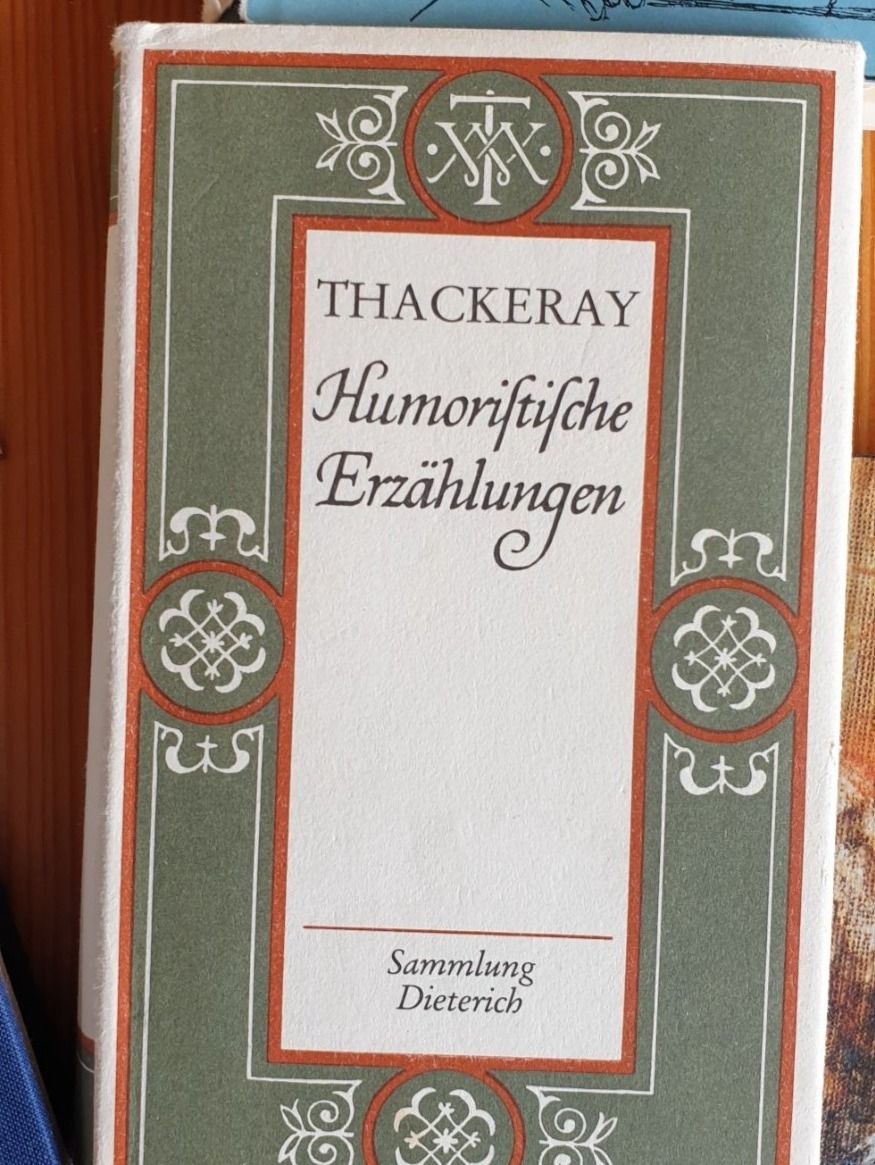 THACKERAY
Humoriſtiſche
Erzählungen
Sammlung
Dieterich